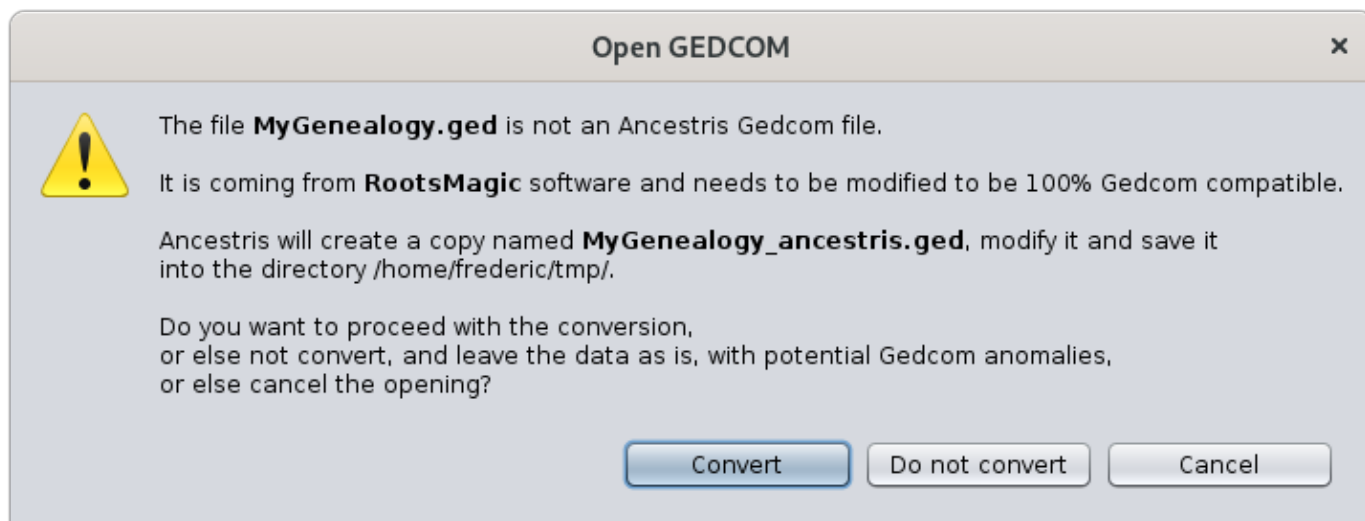 Open GEDCOM
×
The file MyGenealogy.ged is not an Ancestris Gedcom file.
It is coming from RootsMagic software and needs to be modified to be 100% Gedcom compatible.
Ancestris will create a copy named MyGenealogy_ancestris.ged, modify it and save it
into the directory /home/frederic/tmp/.
Do you want to proceed with the conversion,
or else not convert, and leave the data as is, with potential Gedcom anomalies,
or else cancel the opening?
Convert
Do not convert
Cancel